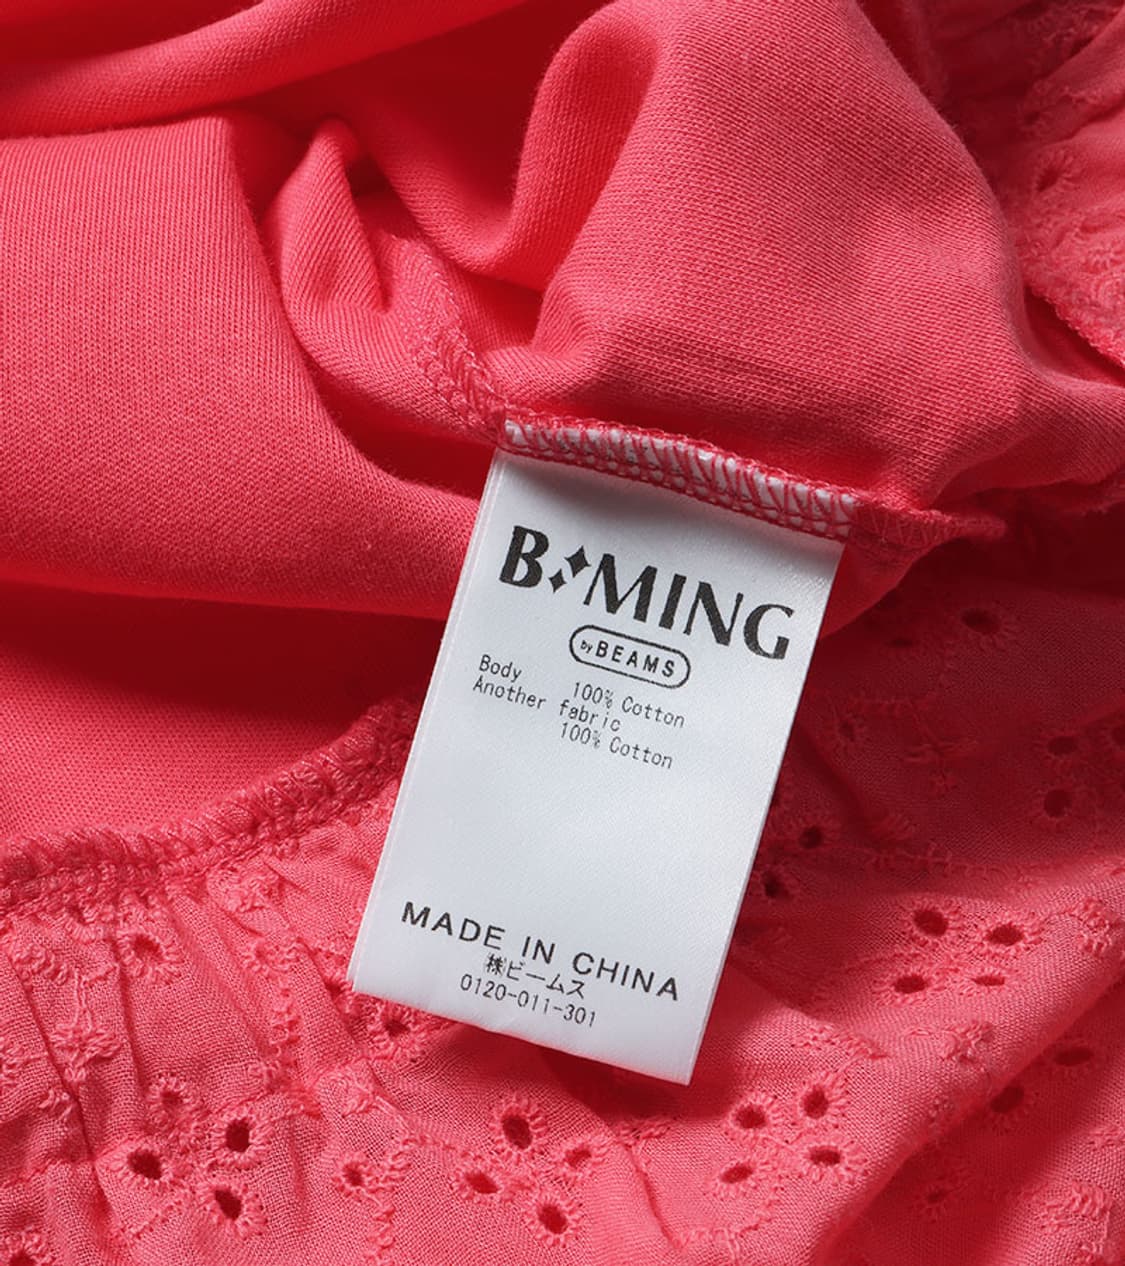 B:MING
by BEAMS
Body 100% Cotton
Another fabric
100% Cotton
MADE IN CHINA
㈱ビームス
0120-011-301